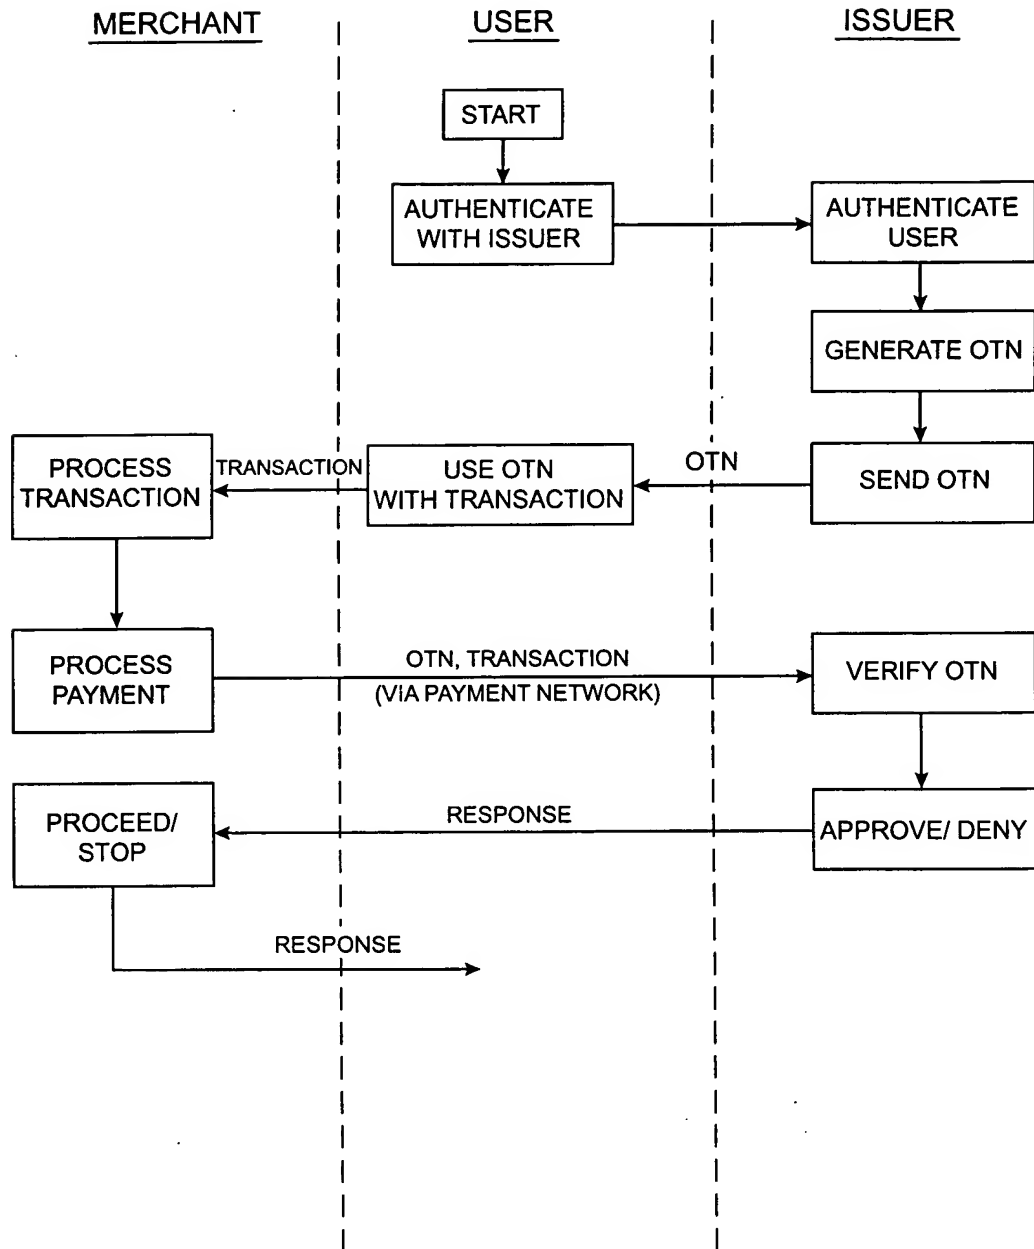 MERCHANT
USER
ISSUER
START
AUTHENTICATE
WITH ISSUER
AUTHENTICATE
USER
GENERATE OTN
PROCESS
TRANSACTION
TRANSACTION
USE OTN
WITH TRANSACTION
OTN
SEND OTN
PROCESS
PAYMENT
OTN, TRANSACTION
(VIA PAYMENT NETWORK)
VERIFY OTN
PROCEED/
STOP
RESPONSE
APPROVE/ DENY
RESPONSE